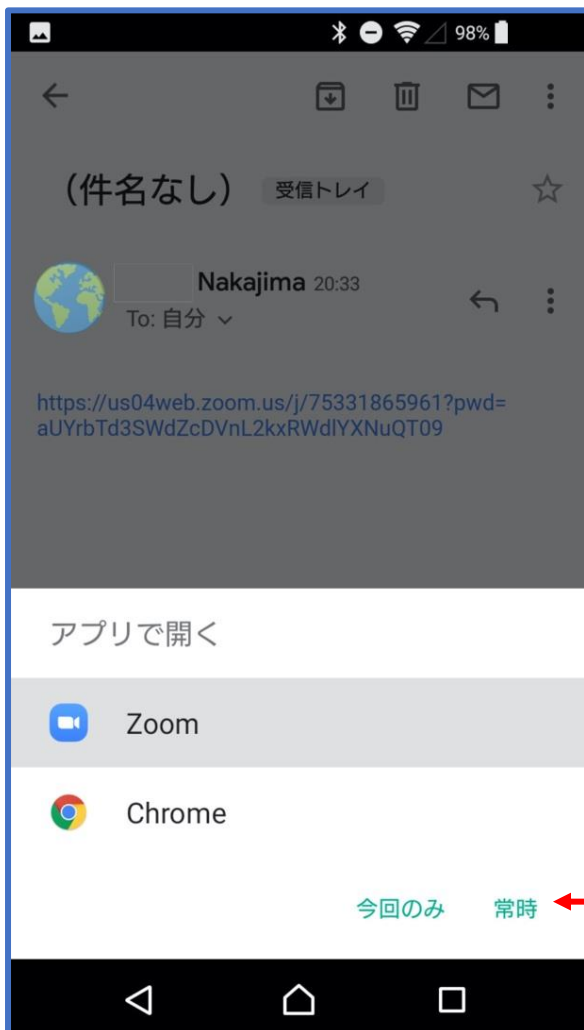 98%
（件名なし） 受信トレイ
Nakajima 20:33
To: 自分
https://us04web.zoom.us/j/75331865961?pwd=
aUYrbTd3SWdZcDVnL2kxRWdlYXNuQT09
アプリで開く
Zoom
Chrome
今回のみ 常時